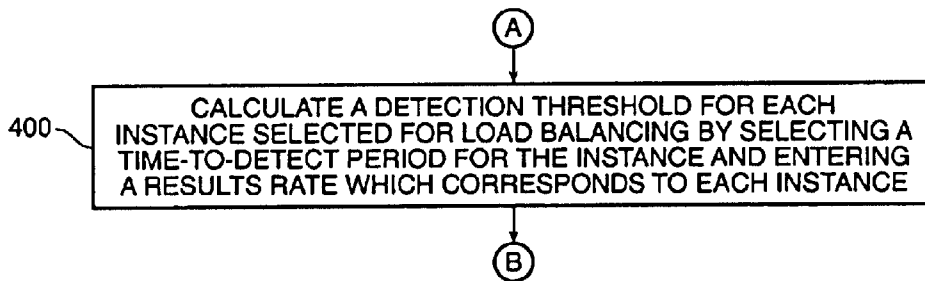 A
400
CALCULATE A DETECTION THRESHOLD FOR EACH
INSTANCE SELECTED FOR LOAD BALANCING BY SELECTING A
TIME-TO-DETECT PERIOD FOR THE INSTANCE AND ENTERING
A RESULTS RATE WHICH CORRESPONDS TO EACH INSTANCE
B